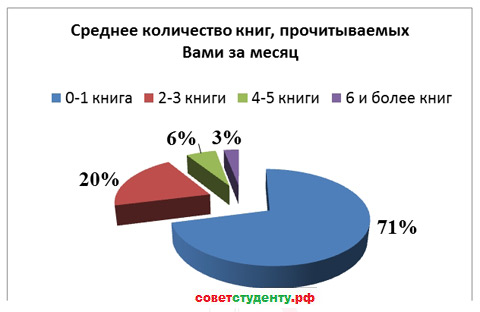 Среднее количество книг, прочитываемых
Вами за месяц
0-1 книга 2-3 книги 4-5 книги 6 и более книг
6% 3%
20%
71%
советстуденту.рф